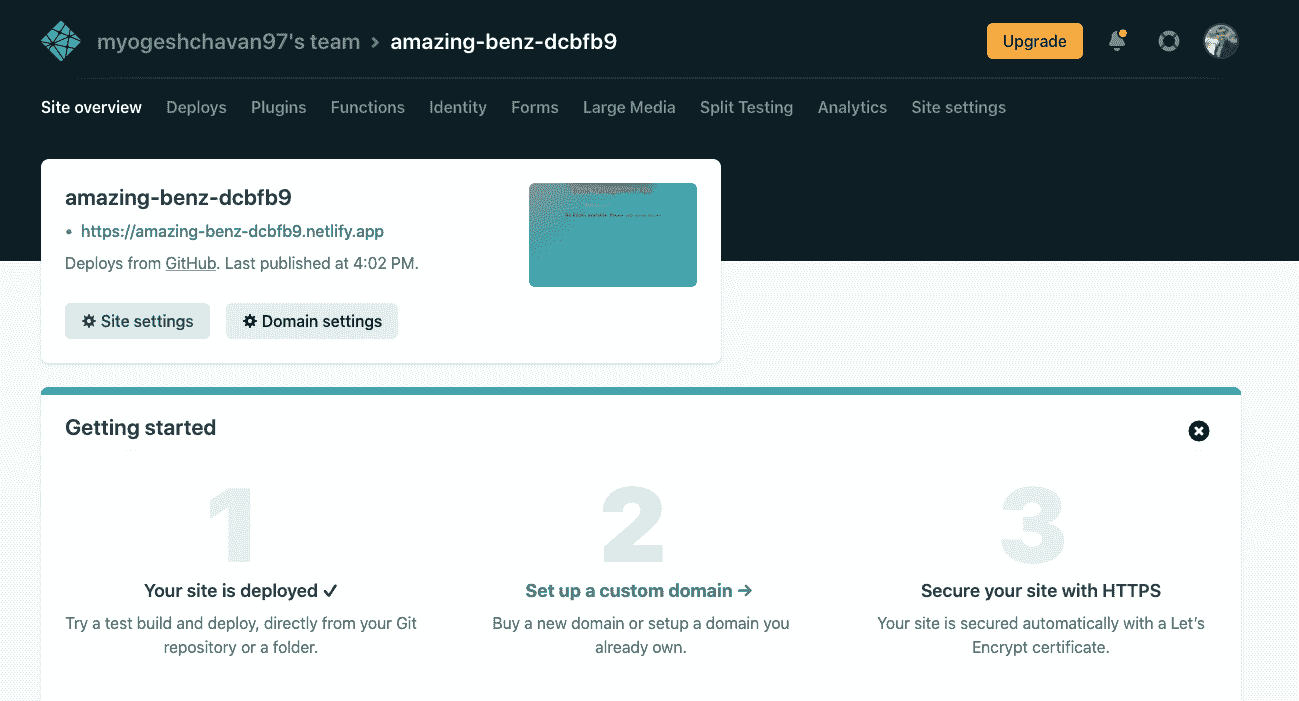 myogeshchavan97's team > amazing-benz-dcbfb9
Upgrade
Site overview Deploys Plugins Functions Identity Forms Large Media Split Testing Analytics Site settings
amazing-benz-dcbfb9
• https://amazing-benz-dcbfb9.netlify.app
Deploys from GitHub. Last published at 4:02 PM.
Site settings Domain settings
Getting started
1
Your site is deployed ✓
Try a test build and deploy, directly from your Git
repository or a folder.
2
Set up a custom domain →
Buy a new domain or setup a domain you
already own.
3
Secure your site with HTTPS
Your site is secured automatically with a Let's
Encrypt certificate.